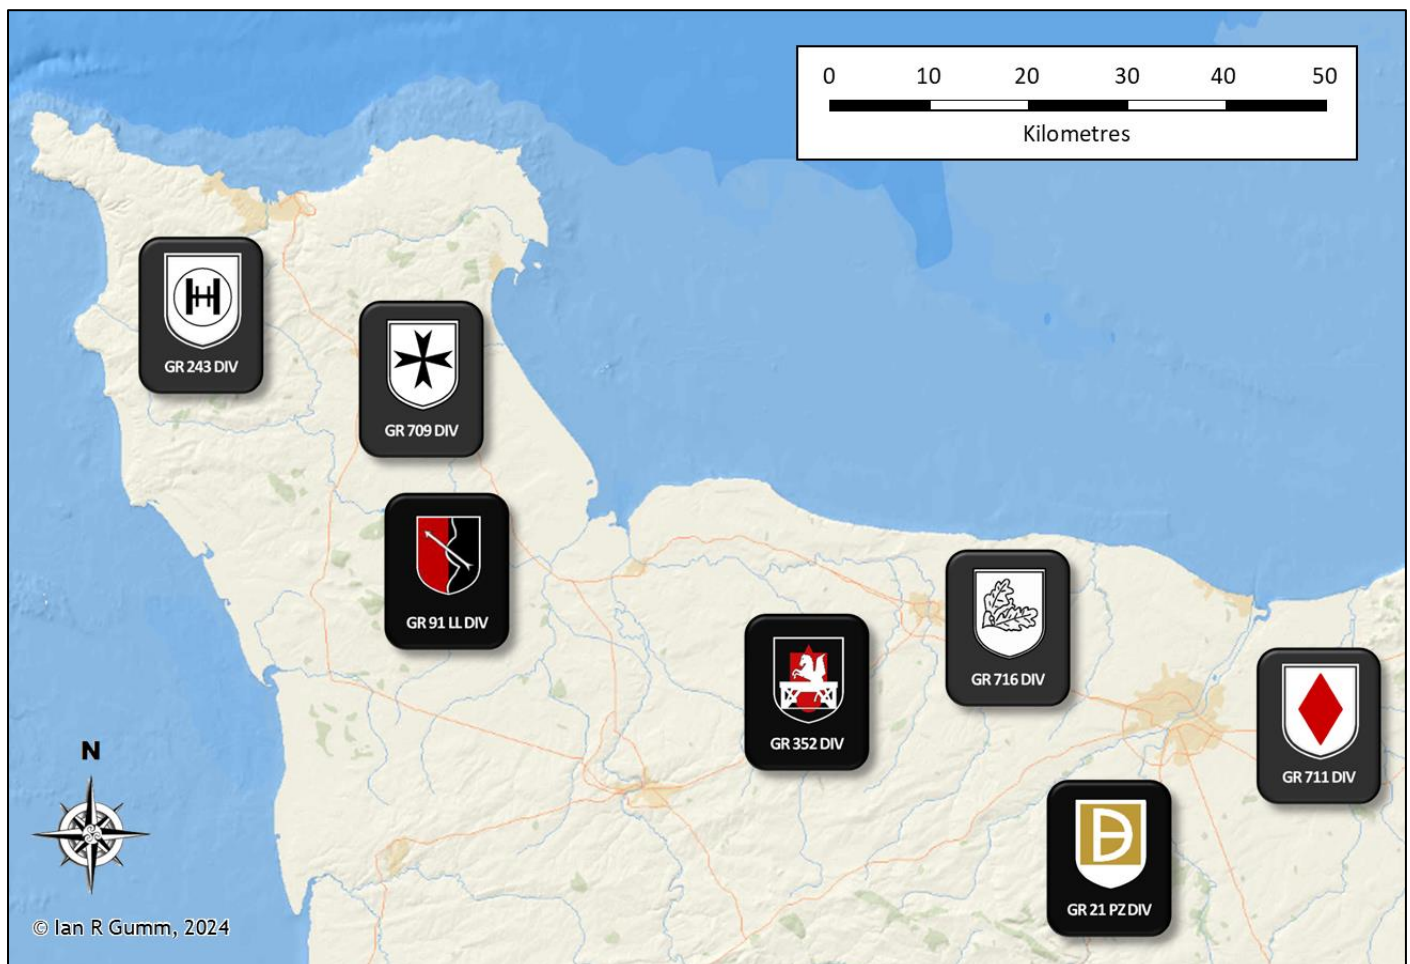 0 10 20 30 40 50
Kilometres
GR 243 DIV
GR 709 DIV
GR 91 LL DIV
GR 716 DIV
GR 352 DIV
GR 711 DIV
N
GR 21 PZ DIV
© Ian R Gumm, 2024